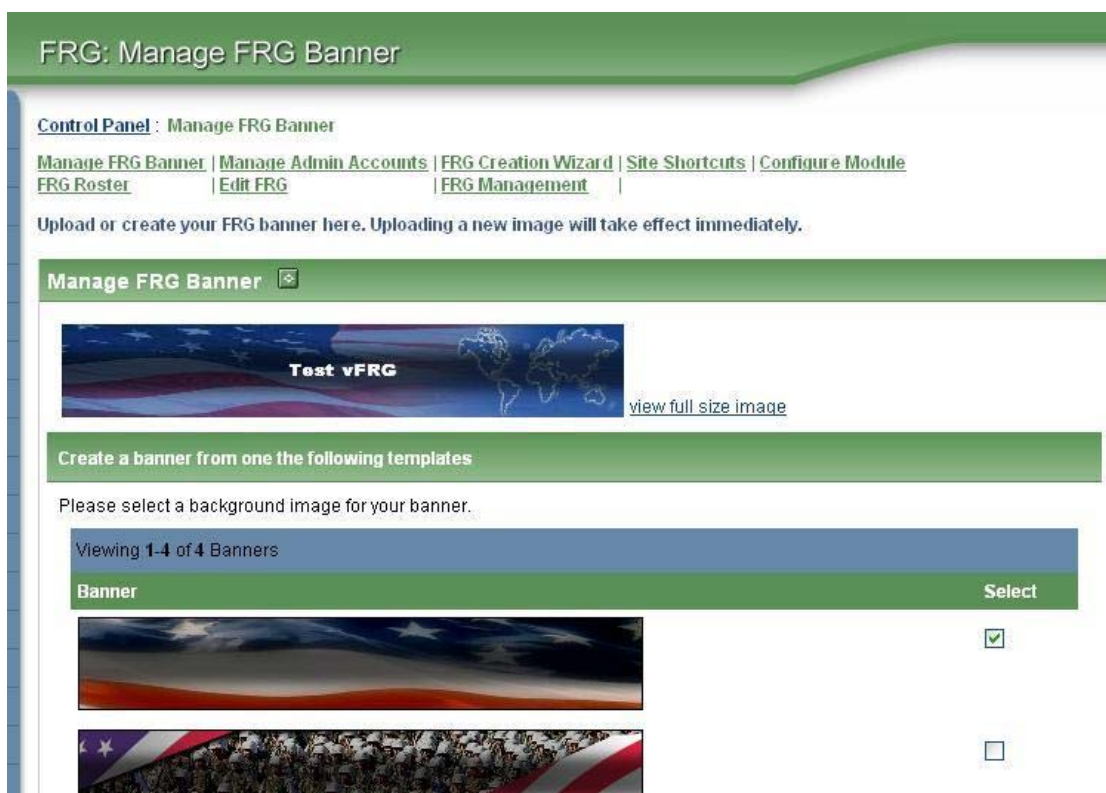 FRG: Manage FRG Banner
Control Panel : Manage FRG Banner
Manage FRG Banner | Manage Admin Accounts | FRG Creation Wizard | Site Shortcuts | Configure Module
FRG Roster | Edit FRG | FRG Management |
Upload or create your FRG banner here. Uploading a new image will take effect immediately.
Manage FRG Banner
Test vFRG
view full size image
Create a banner from one the following templates
Please select a background image for your banner.
Viewing 1-4 of 4 Banners
Banner Select